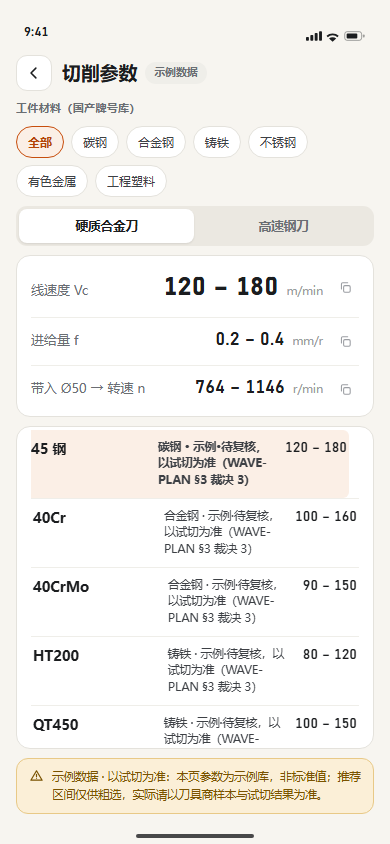 9:41
切削参数 示例数据
工件材料（国产牌号库）
全部 碳钢 合金钢 铸铁 不锈钢
有色金属 工程塑料
硬质合金刀 高速钢刀
线速度 Vc 120 – 180 m/min
进给量 f 0.2 – 0.4 mm/r
带入 Ø50 → 转速 n 764 – 1146 r/min
45 钢 碳钢 · 示例·待复核， 120 – 180
以试切为准（WAVE-
PLAN §3 裁决 3）
40Cr 合金钢 · 示例·待复核， 100 – 160
以试切为准（WAVE-
PLAN §3 裁决 3）
40CrMo 合金钢 · 示例·待复核， 90 – 150
以试切为准（WAVE-
PLAN §3 裁决 3）
HT200 铸铁 · 示例·待复核，以 80 – 120
试切为准（WAVE-
PLAN §3 裁决 3）
QT450 铸铁 · 示例·待复核，以 100 – 150
试切为准（WAVE-
示例数据 · 以试切为准：本页参数为示例库，非标准值；推荐
区间仅供粗选，实际请以刀具商样本与试切结果为准。